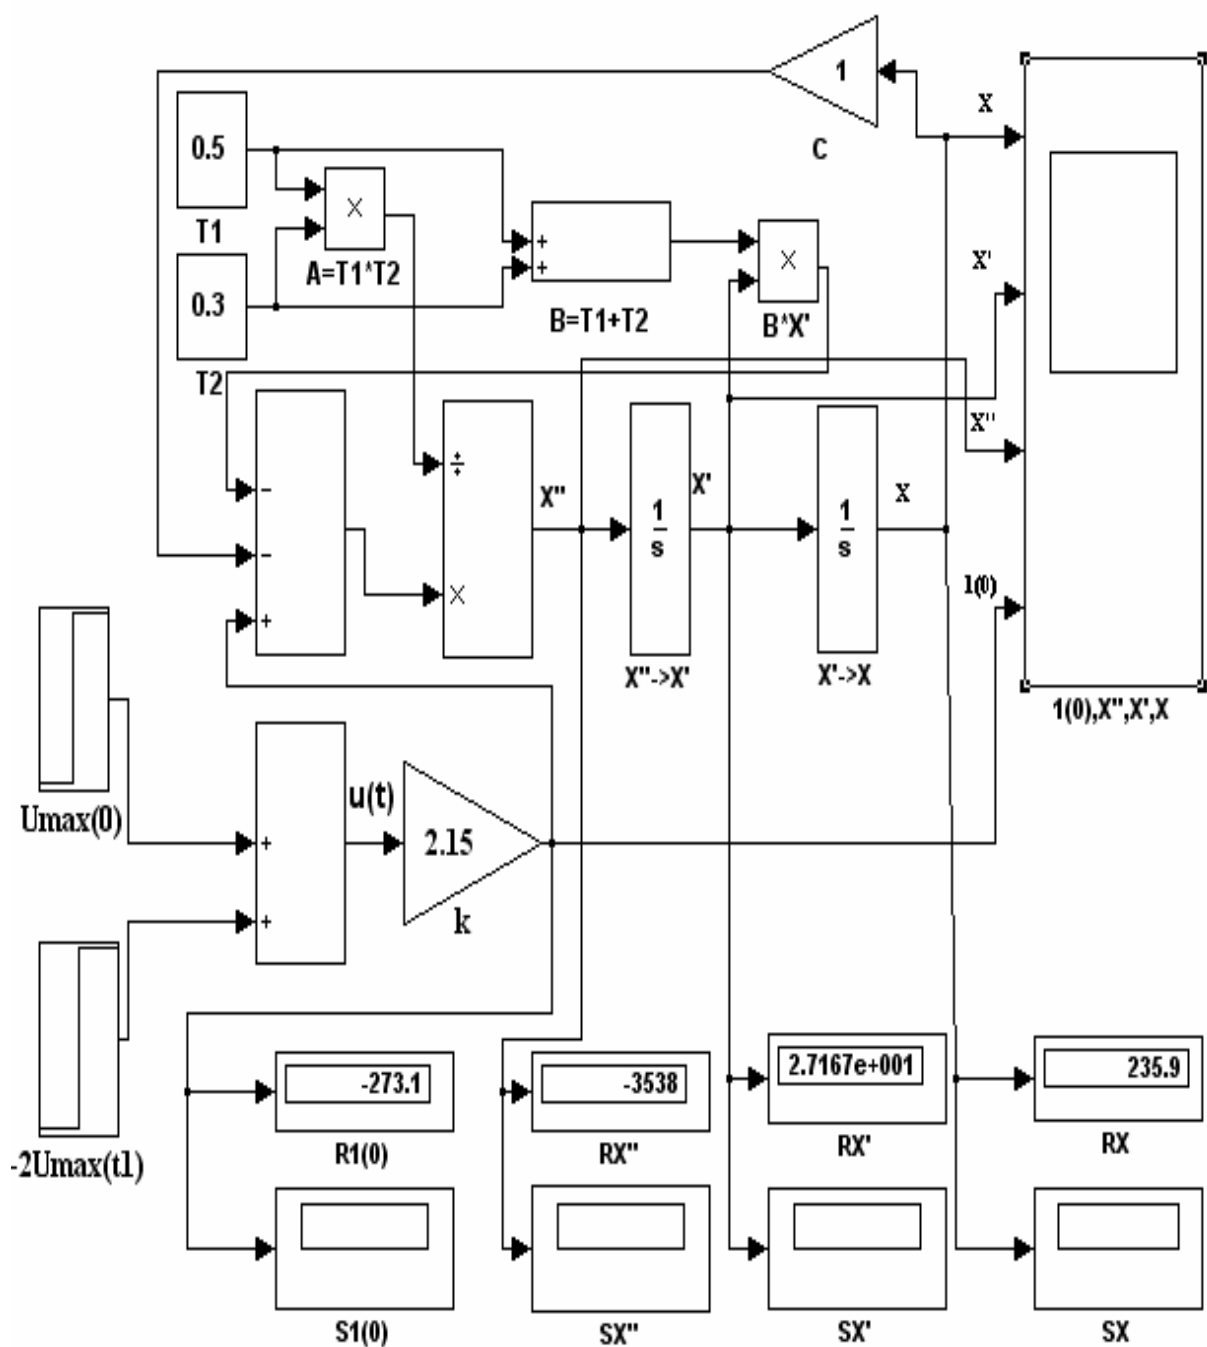 1
C
X
0.5
T1
×
A=T1*T2
+
+
B=T1+T2
×
B*X'
X'
0.3
T2
X"
÷
×
X"
1
s
X"->X'
X'
1
s
X'->X
X
−
−
+
1(0)
1(0),X",X',X
Umax(0)
+
+
u(t)
2.15
k
-2Umax(t1)
-273.1
R1(0)
-3538
RX"
2.7167e+001
RX'
235.9
RX
S1(0)
SX"
SX'
SX